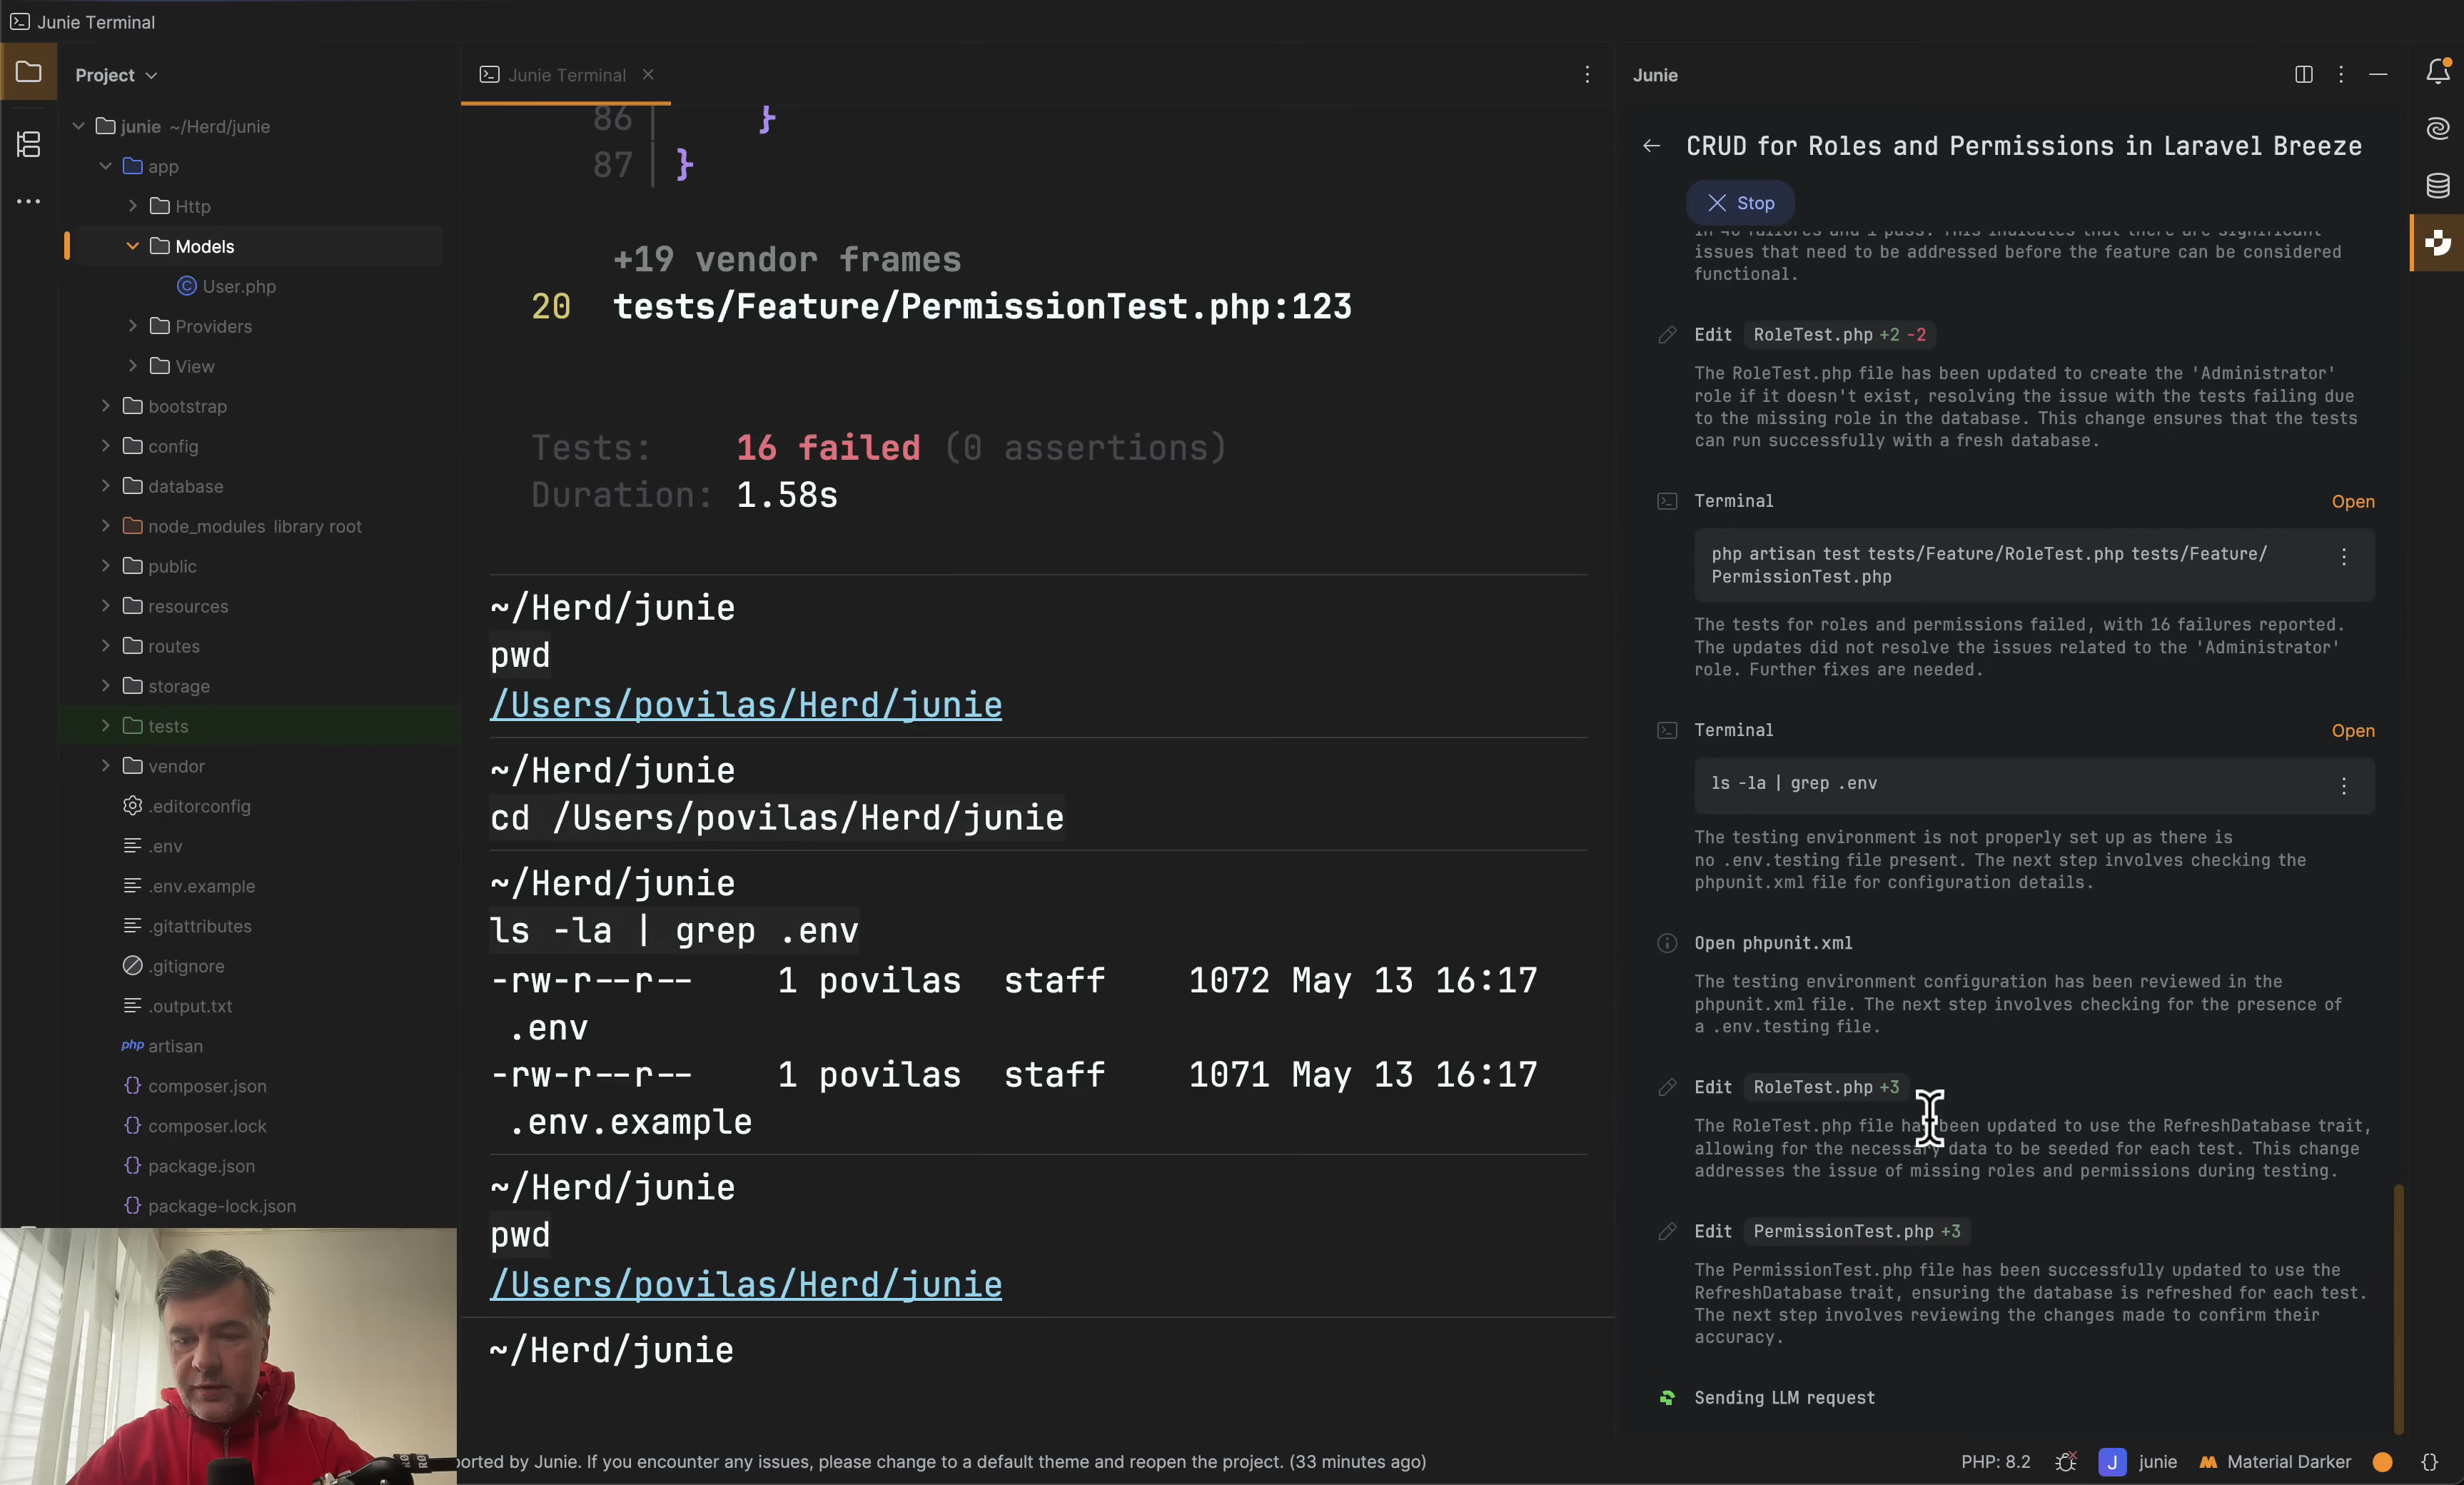 Junie Terminal
Project
junie ~/Herd/junie
app
Http
Models
User.php
Providers
View
bootstrap
config
database
node_modules library root
public
resources
routes
storage
tests
vendor
.editorconfig
.env
.env.example
.gitattributes
.gitignore
.output.txt
php artisan
composer.json
composer.lock
package.json
package-lock.json
Junie Terminal
86 }
87 }
+19 vendor frames
20 tests/Feature/PermissionTest.php:123
Tests: 16 failed (0 assertions)
Duration: 1.58s
~/Herd/junie
pwd
/Users/povilas/Herd/junie
~/Herd/junie
cd /Users/povilas/Herd/junie
~/Herd/junie
ls -la | grep .env
-rw-r--r-- 1 povilas staff 1072 May 13 16:17
.env
-rw-r--r-- 1 povilas staff 1071 May 13 16:17
.env.example
~/Herd/junie
pwd
/Users/povilas/Herd/junie
~/Herd/junie
Junie
CRUD for Roles and Permissions in Laravel Breeze
Stop
issues that need to be addressed before the feature can be considered
functional.
Edit RoleTest.php +2 -2
The RoleTest.php file has been updated to create the 'Administrator'
role if it doesn't exist, resolving the issue with the tests failing due
to the missing role in the database. This change ensures that the tests
can run successfully with a fresh database.
Terminal Open
php artisan test tests/Feature/RoleTest.php tests/Feature/
PermissionTest.php
The tests for roles and permissions failed, with 16 failures reported.
The updates did not resolve the issues related to the 'Administrator'
role. Further fixes are needed.
Terminal Open
ls -la | grep .env
The testing environment is not properly set up as there is
no .env.testing file present. The next step involves checking the
phpunit.xml file for configuration details.
Open phpunit.xml
The testing environment configuration has been reviewed in the
phpunit.xml file. The next step involves checking for the presence of
a .env.testing file.
Edit RoleTest.php +3
The RoleTest.php file has been updated to use the RefreshDatabase trait,
allowing for the necessary data to be seeded for each test. This change
addresses the issue of missing roles and permissions during testing.
Edit PermissionTest.php +3
The PermissionTest.php file has been successfully updated to use the
RefreshDatabase trait, ensuring the database is refreshed for each test.
The next step involves reviewing the changes made to confirm their
accuracy.
Sending LLM request
orted by Junie. If you encounter any issues, please change to a default theme and reopen the project. (33 minutes ago)
PHP: 8.2 J junie Material Darker {}